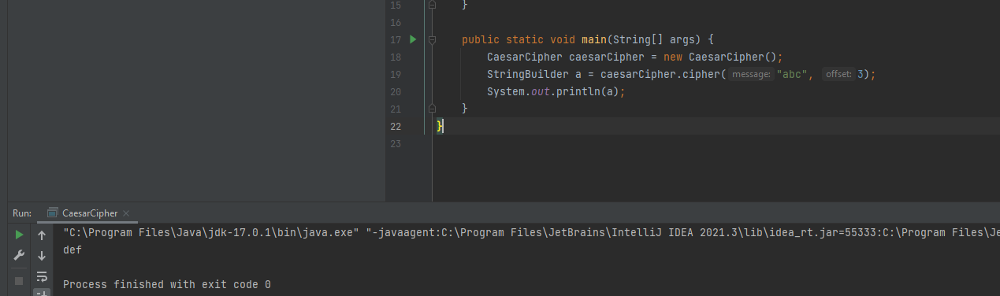 15 }
16
17 public static void main(String[] args) {
18 CaesarCipher caesarCipher = new CaesarCipher();
19 StringBuilder a = caesarCipher.cipher( message: "abc", offset: 3);
20 System.out.println(a);
21 }
22 }
23
Run: CaesarCipher ×
"C:\Program Files\Java\jdk-17.0.1\bin\java.exe" "-javaagent:C:\Program Files\JetBrains\IntelliJ IDEA 2021.3\lib\idea_rt.jar=55333:C:\Program Files\Je
def
Process finished with exit code 0